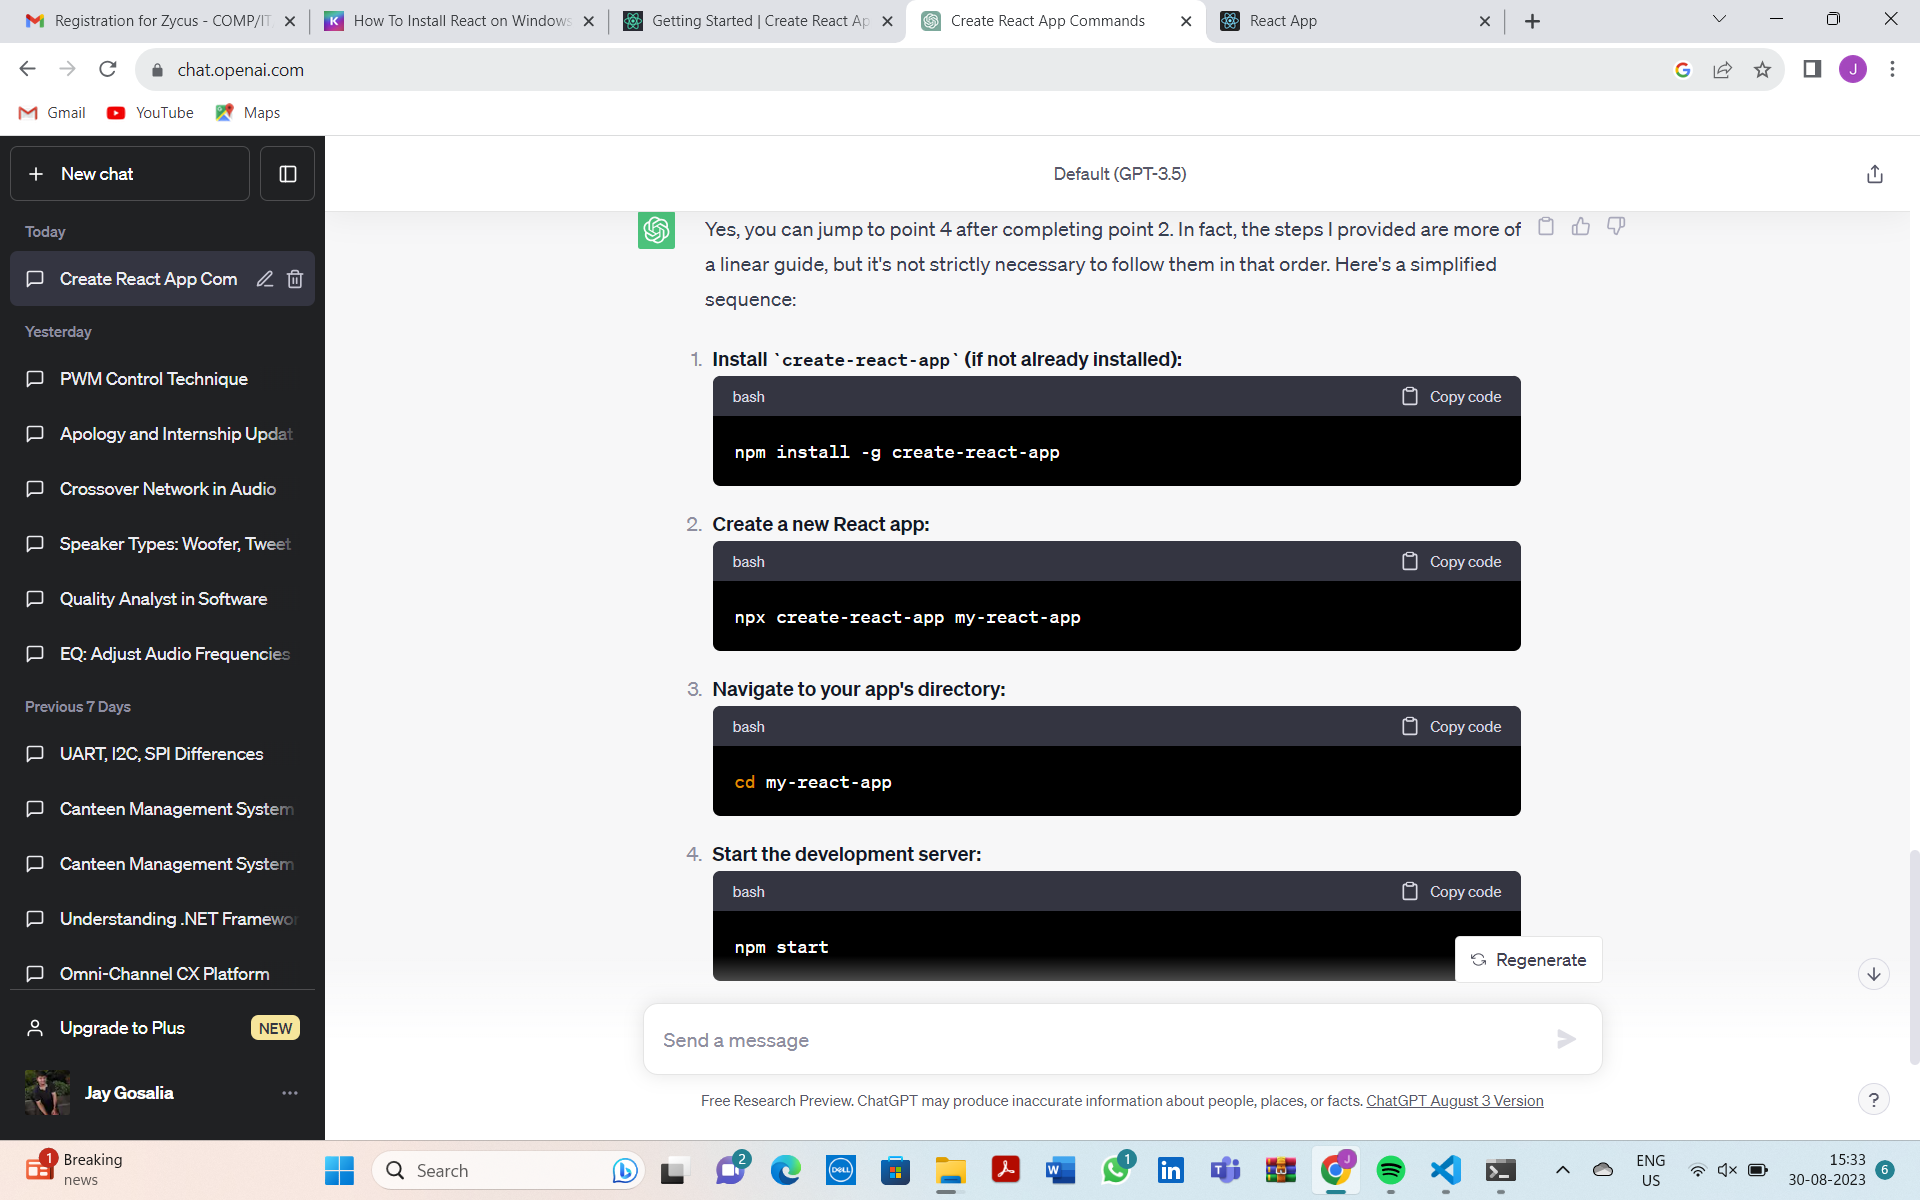 Registration for Zycus - COMP/IT
How To Install React on Windows
Getting Started | Create React Ap
Create React App Commands
React App
chat.openai.com
J
Gmail
YouTube
Maps
New chat
Today
Create React App Com
Yesterday
PWM Control Technique
Apology and Internship Updat
Crossover Network in Audio
Speaker Types: Woofer, Tweet
Quality Analyst in Software
EQ: Adjust Audio Frequencies
Previous 7 Days
UART, I2C, SPI Differences
Canteen Management System
Canteen Management System
Understanding .NET Framewor
Omni-Channel CX Platform
Upgrade to Plus NEW
Jay Gosalia
Default (GPT-3.5)
Yes, you can jump to point 4 after completing point 2. In fact, the steps I provided are more of
a linear guide, but it's not strictly necessary to follow them in that order. Here's a simplified
sequence:
1. Install `create-react-app` (if not already installed):
bash Copy code
npm install -g create-react-app
2. Create a new React app:
bash Copy code
npx create-react-app my-react-app
3. Navigate to your app's directory:
bash Copy code
cd my-react-app
4. Start the development server:
bash Copy code
npm start
Regenerate
Send a message
Free Research Preview. ChatGPT may produce inaccurate information about people, places, or facts. ChatGPT August 3 Version
?
1
Breaking
news
Search
2
DELL
W
1
in
J
ENG
US
15:33
30-08-2023
6